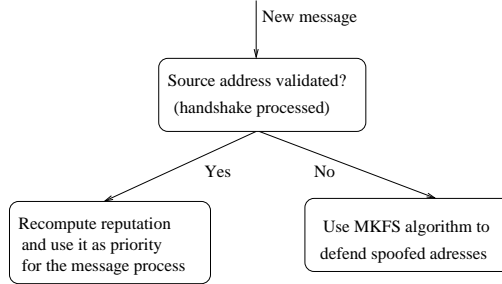 New message
Source address validated?
(handshake processed)
Yes
No
Recompute reputation
and use it as priority
for the message process
Use MKFS algorithm to
defend spoofed adresses